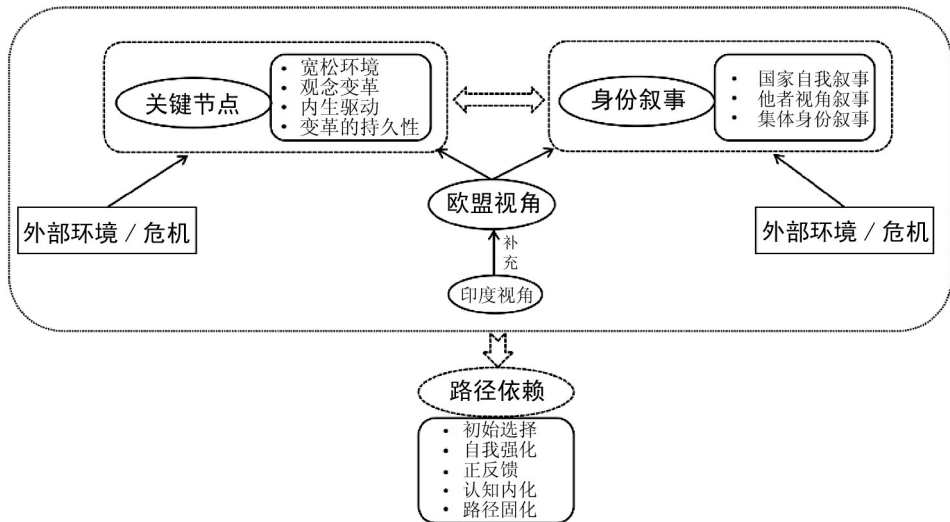 关键节点
• 宽松环境
• 观念变革
• 内生驱动
• 变革的持久性
身份叙事
• 国家自我叙事
• 他者视角叙事
• 集体身份叙事
外部环境 / 危机
欧盟视角
外部环境 / 危机
补充
印度视角
路径依赖
• 初始选择
• 自我强化
• 正反馈
• 认知内化
• 路径固化